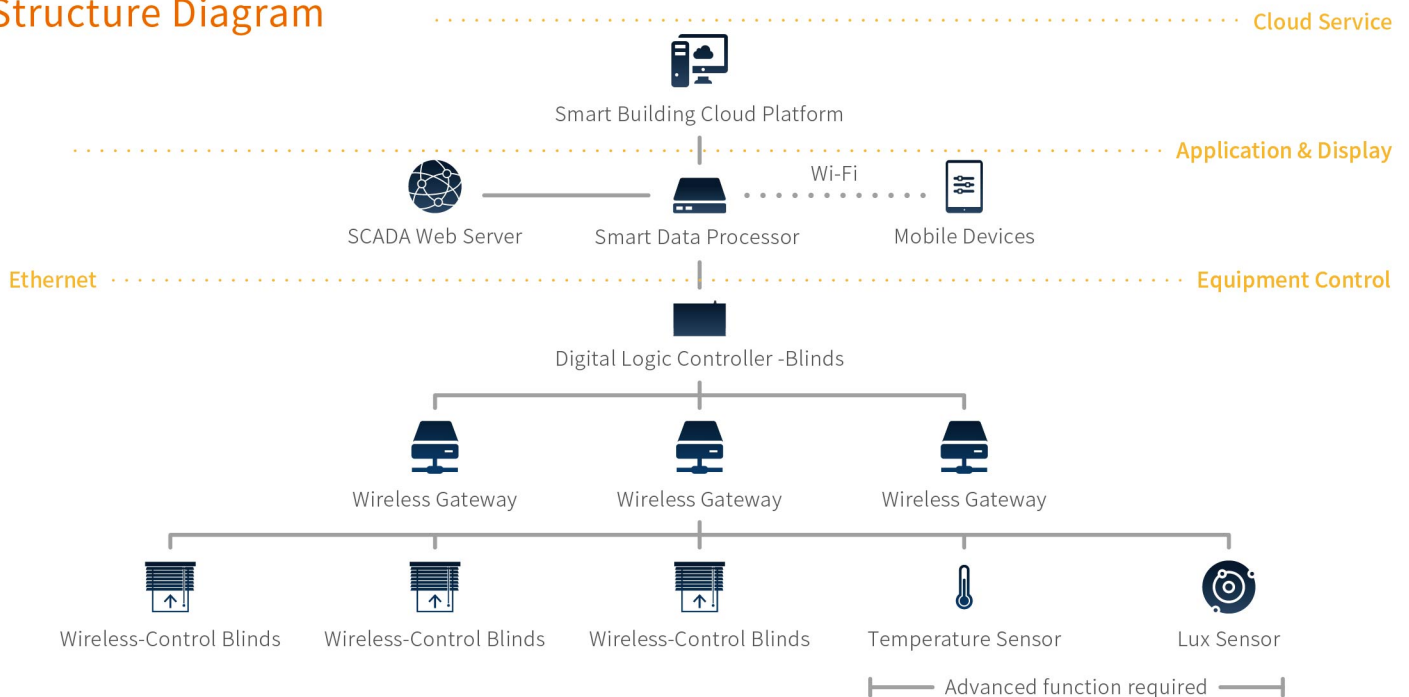 Structure Diagram
Cloud Service
Smart Building Cloud Platform
Application & Display
Wi-Fi
SCADA Web Server
Smart Data Processor
Mobile Devices
Ethernet
Equipment Control
Digital Logic Controller -Blinds
Wireless Gateway
Wireless Gateway
Wireless Gateway
Wireless-Control Blinds
Wireless-Control Blinds
Wireless-Control Blinds
Temperature Sensor
Lux Sensor
Advanced function required